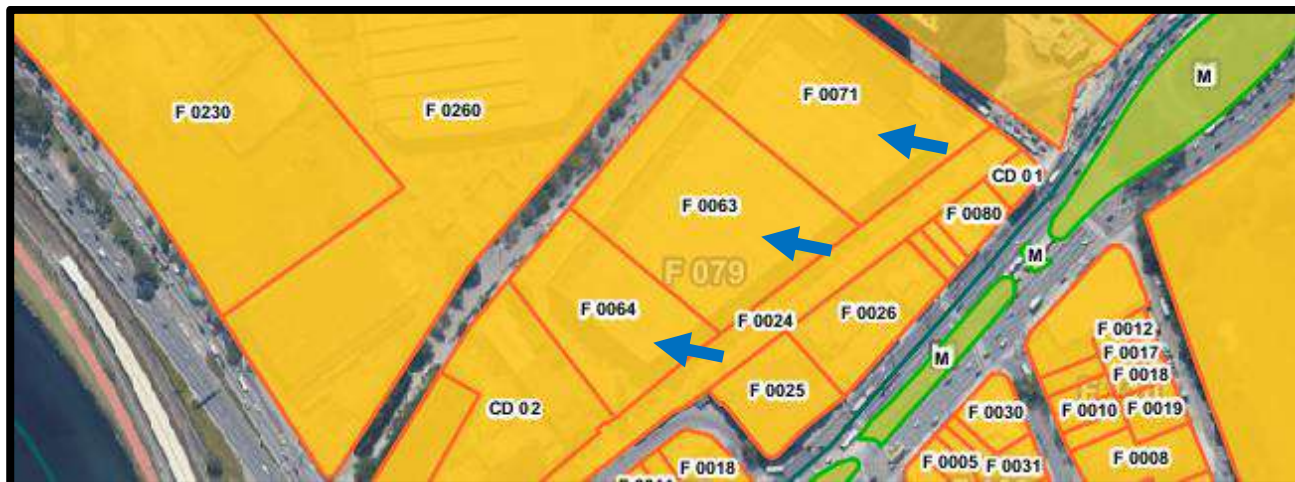 M
F 0071
F 0230
F 0260
CD 01
F 0063
F 0080
M
F 079
F 0064
F 0024
F 0026
F 0012
F 0017
M
F 0018
F 0025
CD 02
F 0030
F 0010
F 0019
F 0018
F 0005
F 0031
F 0008